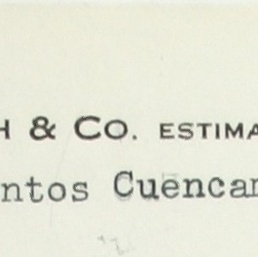 H & Co. ESTIMA
ntos Cuencan